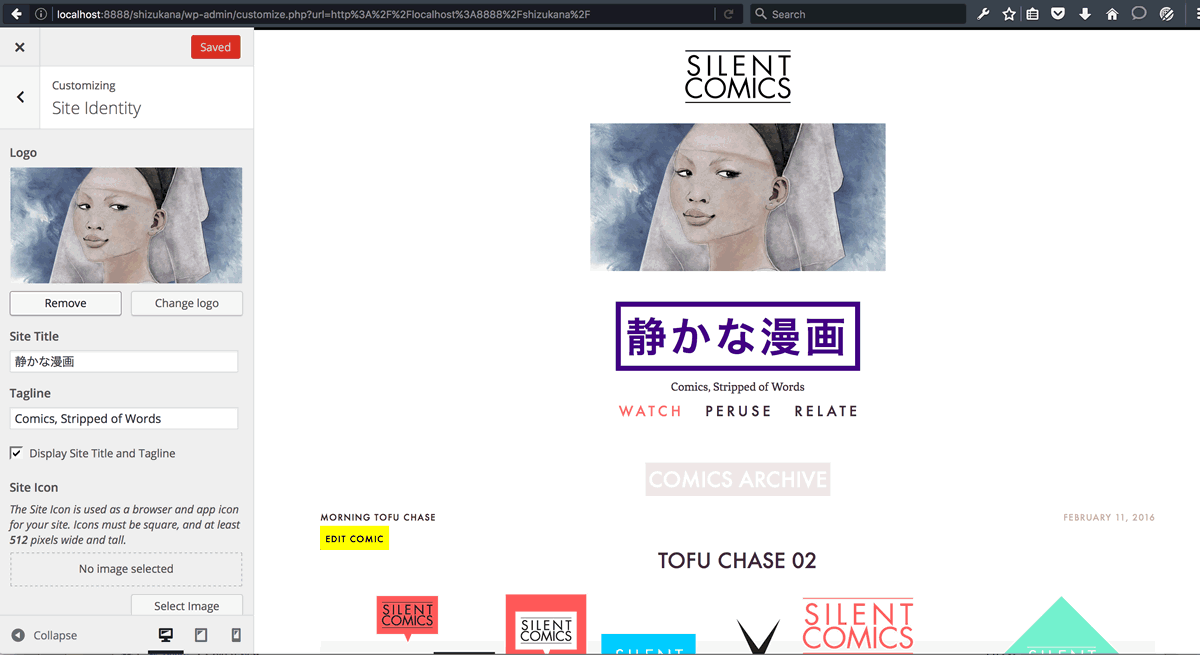 localhost:8888/shizukana/wp-admin/customize.php?url=http%3A%2F%2Flocalhost%3A8888%2Fshizukana%2F
Search
Saved
Customizing
Site Identity
Logo
Remove
Change logo
Site Title
静かな漫画
Tagline
Comics, Stripped of Words
Display Site Title and Tagline
Site Icon
The Site Icon is used as a browser and app icon
for your site. Icons must be square, and at least
512 pixels wide and tall.
No image selected
Select Image
Collapse
SILENT
COMICS
静かな漫画
Comics, Stripped of Words
WATCH PERUSE RELATE
COMICS ARCHIVE
MORNING TOFU CHASE
FEBRUARY 11, 2016
EDIT COMIC
TOFU CHASE 02
SILENT
COMICS
SILENT
COMICS
SILENT
SILENT
COMICS
SILENT